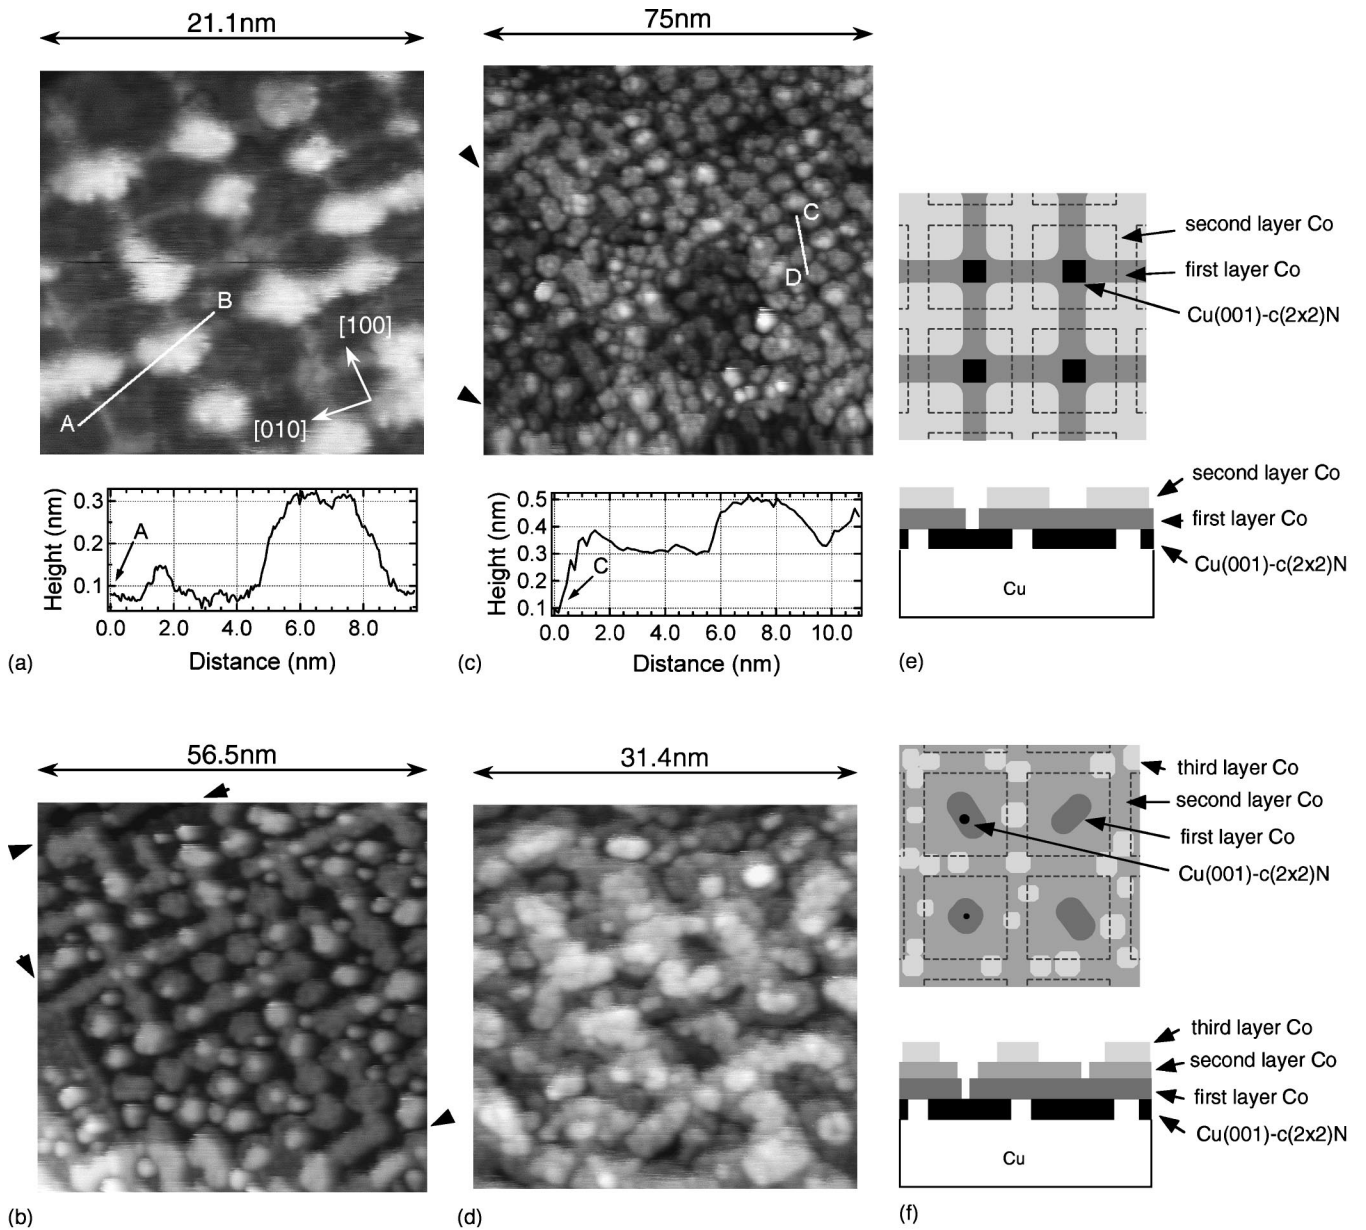 21.1nm
B
[100]
A
[010]
Height (nm)
0.3
0.2
0.1
A
0.0 2.0 4.0 6.0 8.0
Distance (nm)
(a)
75nm
C
D
Height (nm)
0.5
0.4
0.3
0.2
0.1
C
0.0 2.0 4.0 6.0 8.0 10.0
Distance (nm)
(c)
second layer Co
first layer Co
Cu(001)-c(2x2)N
second layer Co
first layer Co
Cu(001)-c(2x2)N
Cu
(e)
56.5nm
(b)
31.4nm
(d)
third layer Co
second layer Co
first layer Co
Cu(001)-c(2x2)N
third layer Co
second layer Co
first layer Co
Cu(001)-c(2x2)N
Cu
(f)